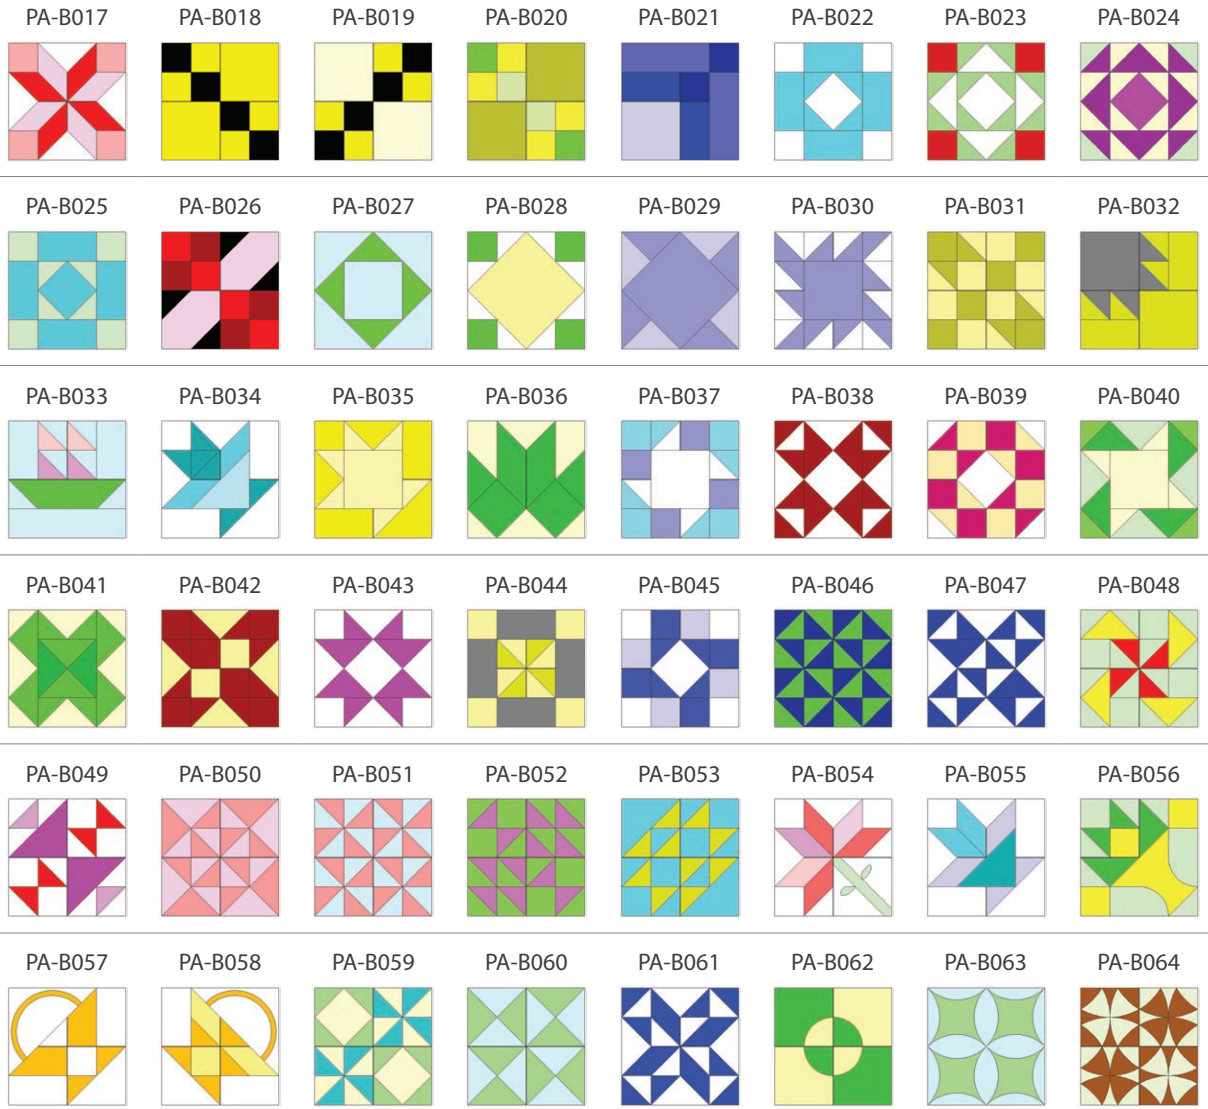 PA-B017 PA-B018 PA-B019 PA-B020 PA-B021 PA-B022 PA-B023 PA-B024
PA-B025 PA-B026 PA-B027 PA-B028 PA-B029 PA-B030 PA-B031 PA-B032
PA-B033 PA-B034 PA-B035 PA-B036 PA-B037 PA-B038 PA-B039 PA-B040
PA-B041 PA-B042 PA-B043 PA-B044 PA-B045 PA-B046 PA-B047 PA-B048
PA-B049 PA-B050 PA-B051 PA-B052 PA-B053 PA-B054 PA-B055 PA-B056
PA-B057 PA-B058 PA-B059 PA-B060 PA-B061 PA-B062 PA-B063 PA-B064